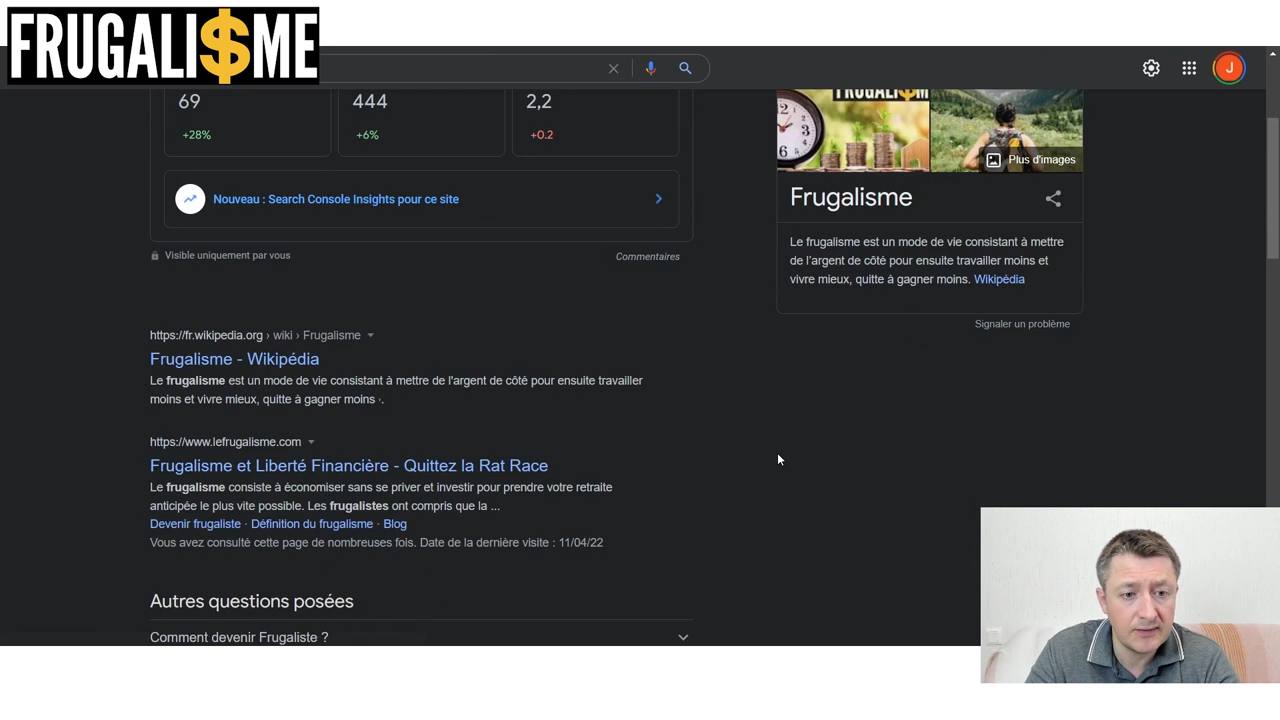 FRUGALI$ME
J
69
444
2,2
+28%
+6%
+0.2
Nouveau : Search Console Insights pour ce site
Visible uniquement par vous
Commentaires
https://fr.wikipedia.org › wiki › Frugalisme
Frugalisme - Wikipédia
Le frugalisme est un mode de vie consistant à mettre de l'argent de côté pour ensuite travailler
moins et vivre mieux, quitte à gagner moins ·.
https://www.lefrugalisme.com
Frugalisme et Liberté Financière - Quittez la Rat Race
Le frugalisme consiste à économiser sans se priver et investir pour prendre votre retraite
anticipée le plus vite possible. Les frugalistes ont compris que la ...
Devenir frugaliste · Définition du frugalisme · Blog
Vous avez consulté cette page de nombreuses fois. Date de la dernière visite : 11/04/22
Autres questions posées
Comment devenir Frugaliste ?
FRUGALI$ME
Plus d'images
Frugalisme
Le frugalisme est un mode de vie consistant à mettre
de l'argent de côté pour ensuite travailler moins et
vivre mieux, quitte à gagner moins. Wikipédia
Signaler un problème